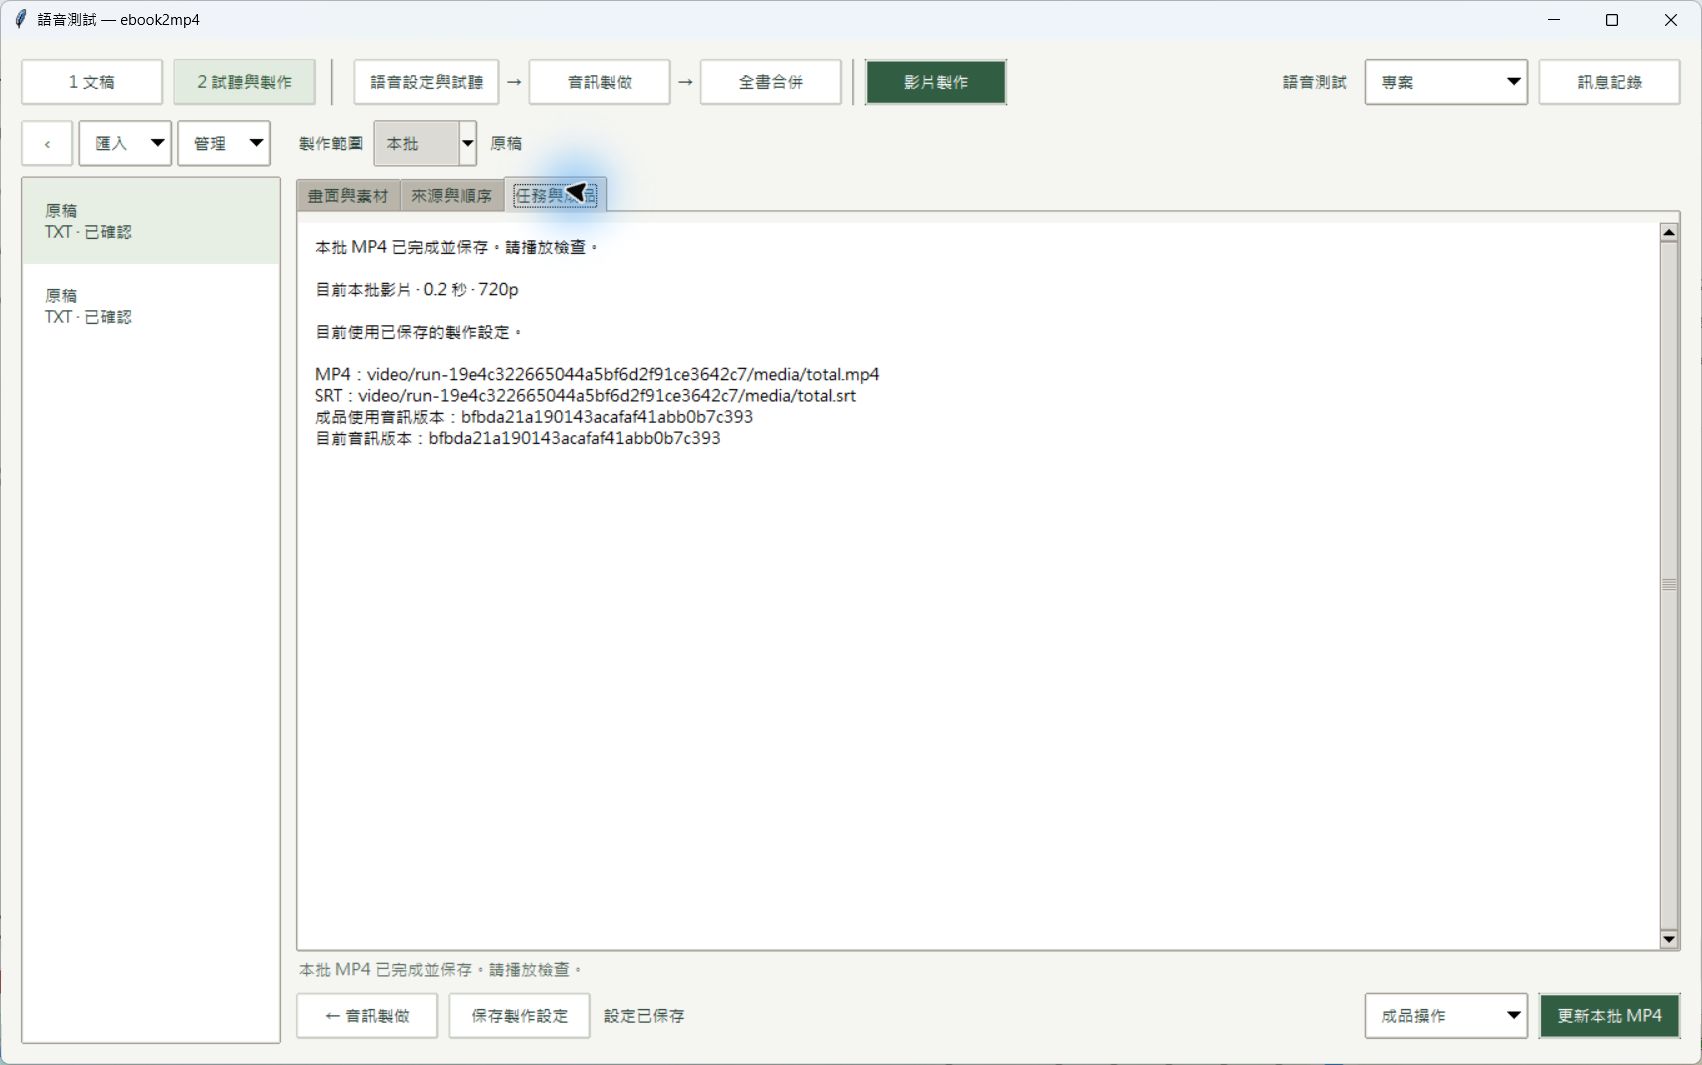 語音測試 — ebook2mp4
1 文稿
2 試聽與製作
語音設定與試聽
→
音訊製做
→
全書合併
影片製作
語音測試
專案
訊息記錄
‹
匯入
管理
製作範圍
本批
原稿
原稿
TXT · 已確認
原稿
TXT · 已確認
畫面與素材
來源與順序
任務與成品
本批 MP4 已完成並保存。請播放檢查。
目前本批影片 · 0.2 秒 · 720p
目前使用已保存的製作設定。
MP4：video/run-19e4c322665044a5bf6d2f91ce3642c7/media/total.mp4
SRT：video/run-19e4c322665044a5bf6d2f91ce3642c7/media/total.srt
成品使用音訊版本：bfbda21a190143acafaf41abb0b7c393
目前音訊版本：bfbda21a190143acafaf41abb0b7c393
本批 MP4 已完成並保存。請播放檢查。
← 音訊製做
保存製作設定
設定已保存
成品操作
更新本批 MP4